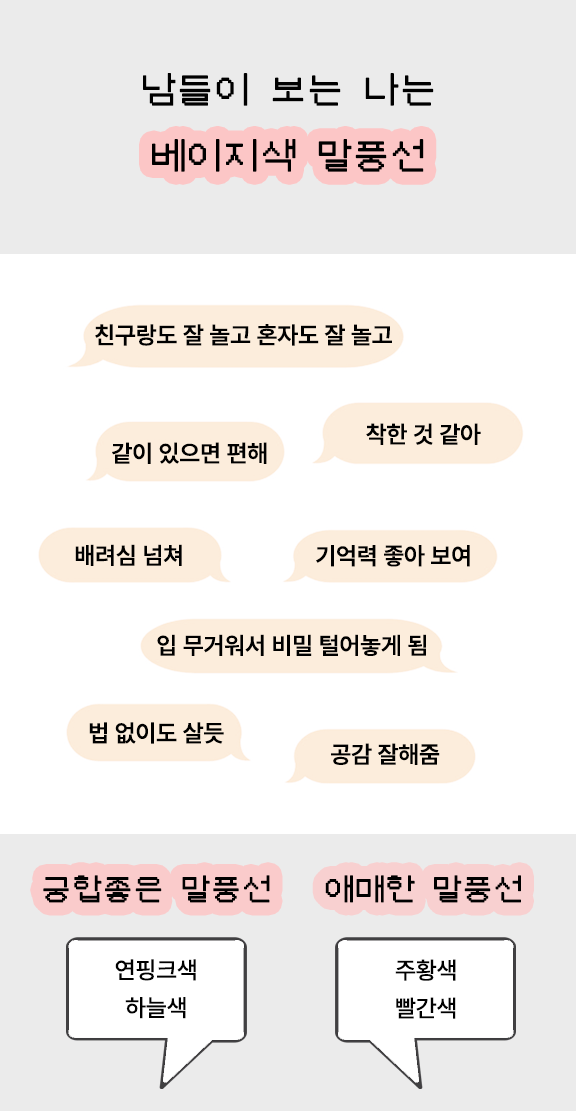 남들이 보는 나는
베이지색 말풍선
친구랑도 잘 놀고 혼자도 잘 놀고
착한 것 같아
같이 있으면 편해
배려심 넘쳐
기억력 좋아 보여
입 무거워서 비밀 털어놓게 됨
법 없이도 살듯
공감 잘해줌
궁합좋은 말풍선
연핑크색
하늘색
애매한 말풍선
주황색
빨간색